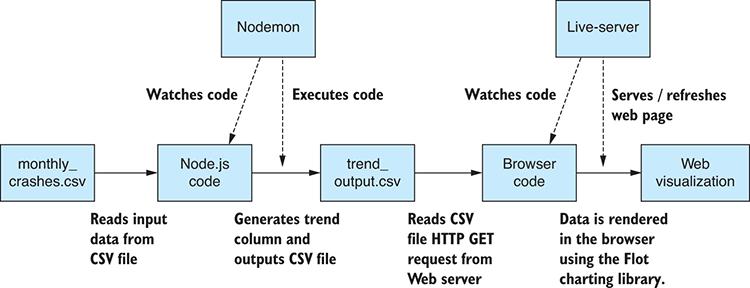 Nodemon
Live-server
Watches code
Executes code
Watches code
Serves / refreshes
web page
monthly_
crashes.csv
Node.js
code
trend_
output.csv
Browser
code
Web
visualization
Reads input
data from
CSV file
Generates trend
column and
outputs CSV file
Reads CSV
file HTTP GET
request from
Web server
Data is rendered
in the browser
using the Flot
charting library.